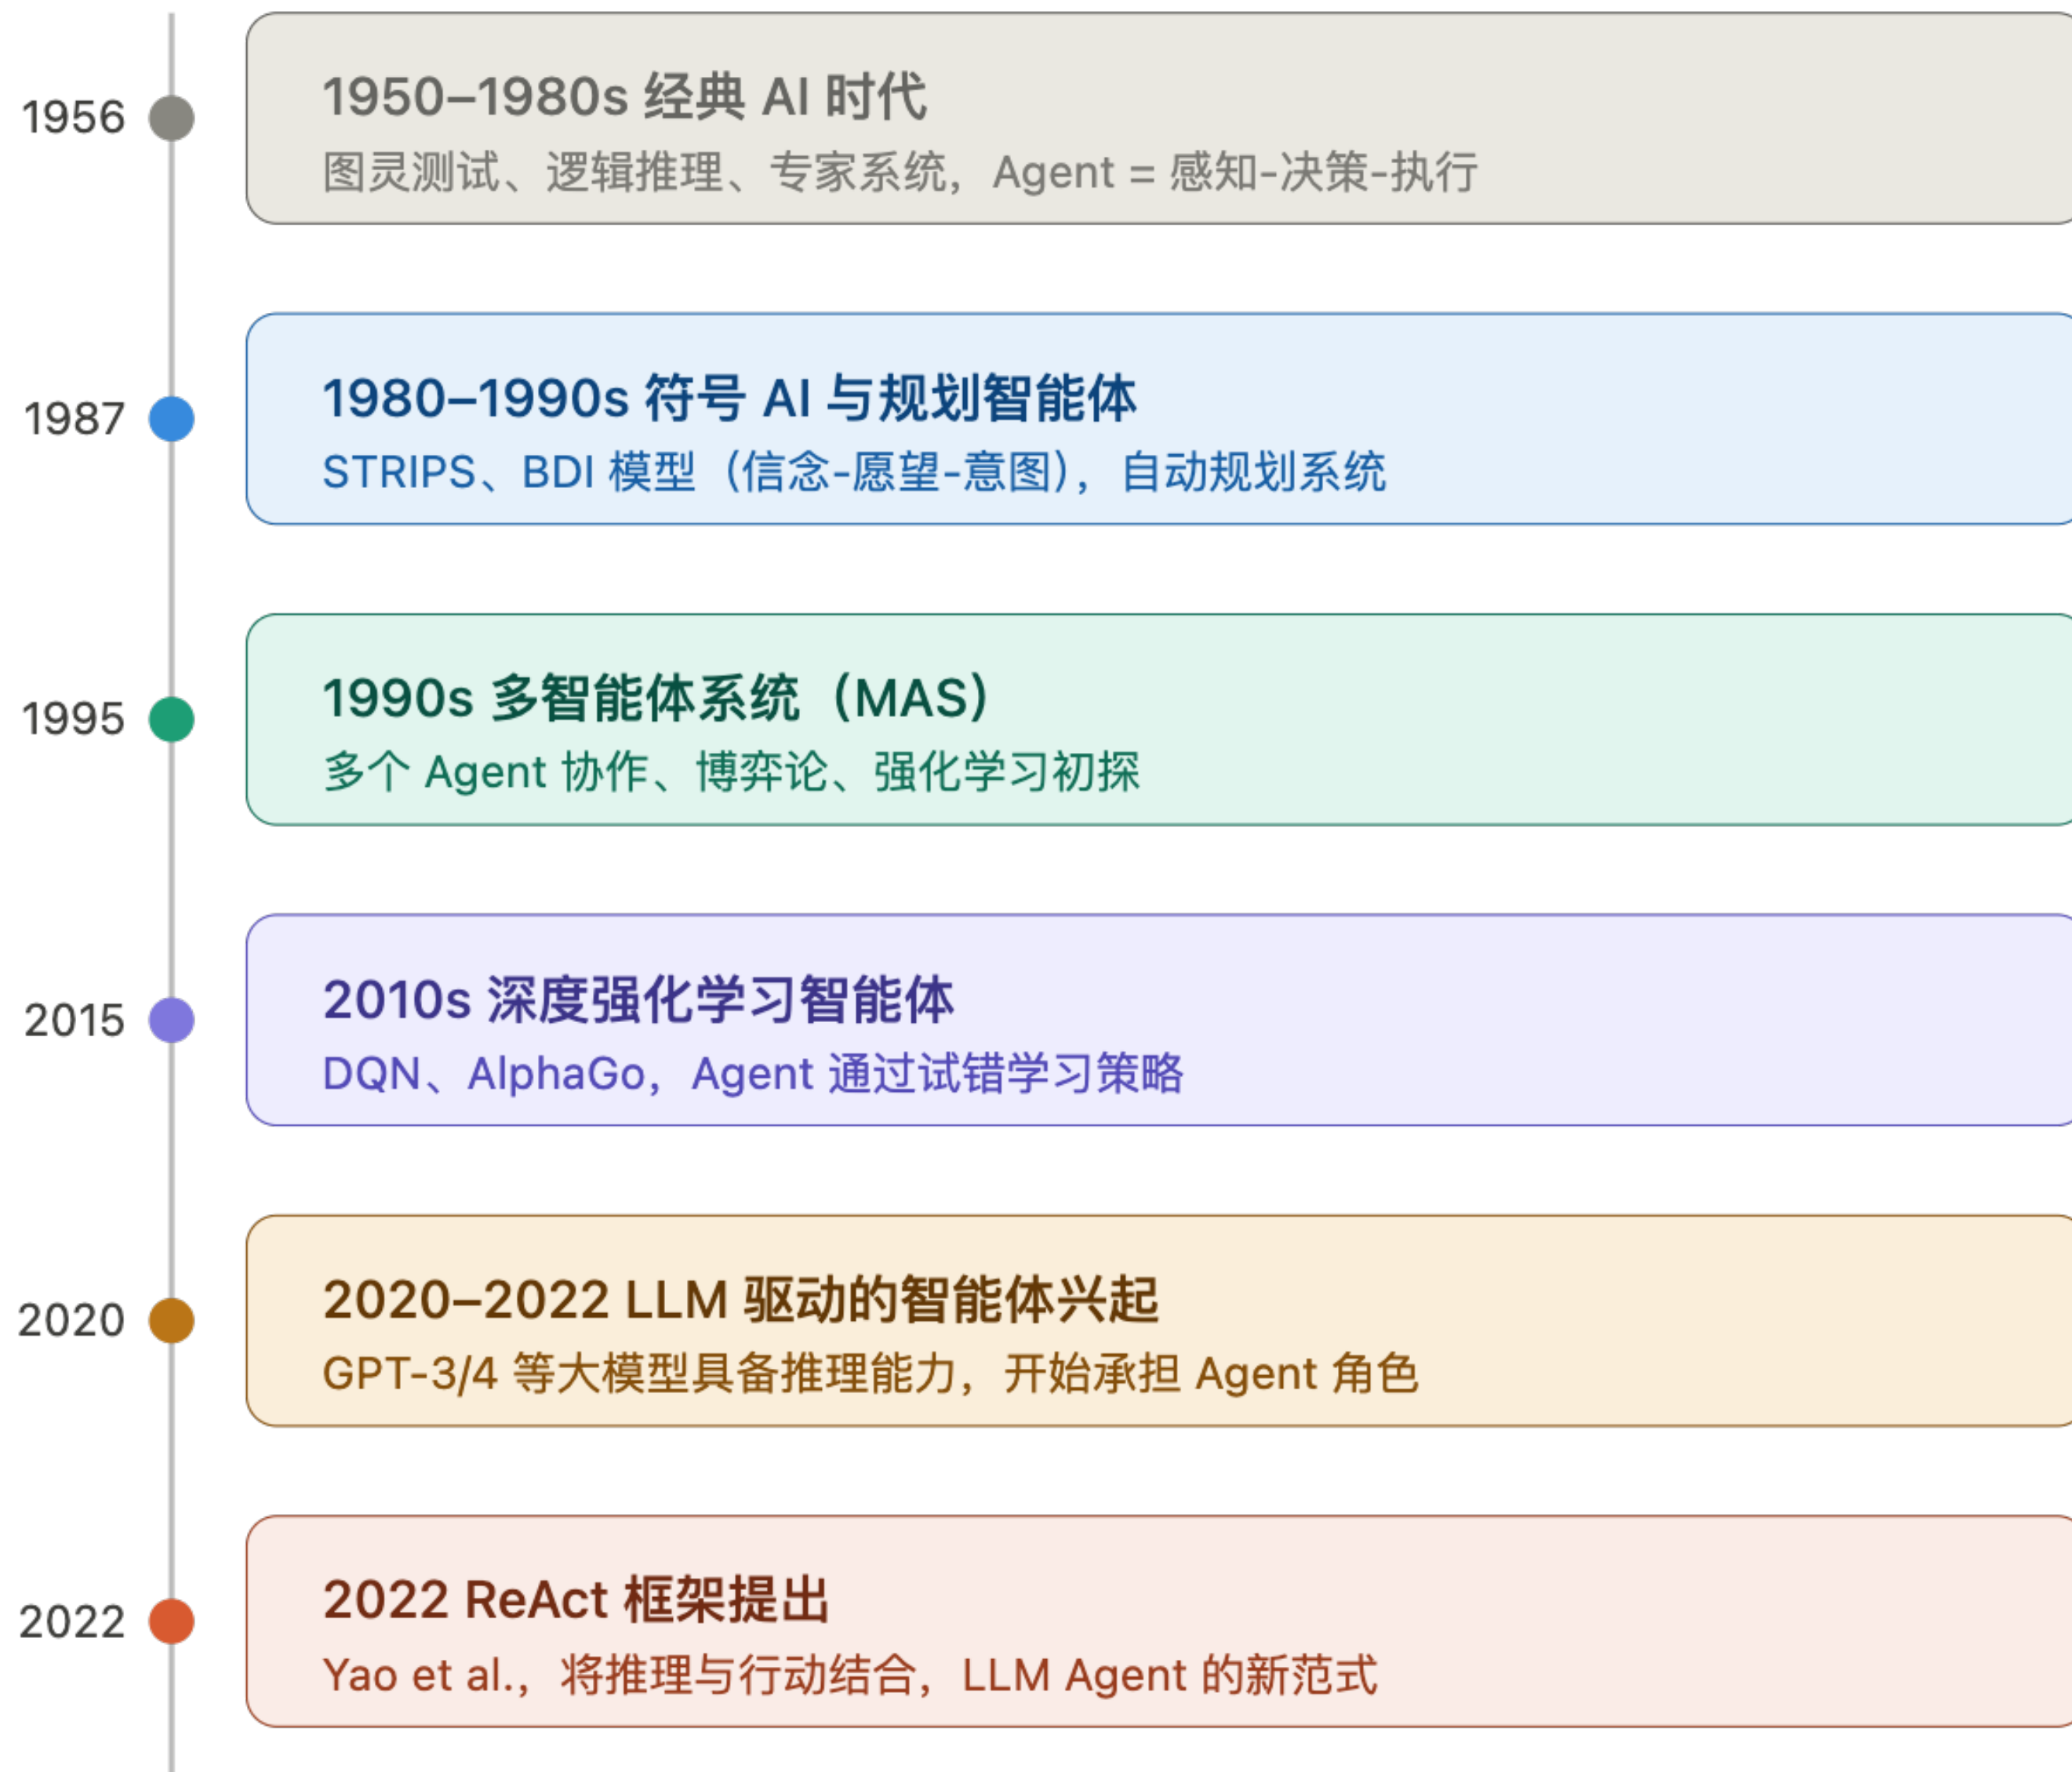 1956
1950–1980s 经典 AI 时代
图灵测试、逻辑推理、专家系统，Agent = 感知-决策-执行
1987
1980–1990s 符号 AI 与规划智能体
STRIPS、BDI 模型（信念-愿望-意图），自动规划系统
1995
1990s 多智能体系统（MAS）
多个 Agent 协作、博弈论、强化学习初探
2015
2010s 深度强化学习智能体
DQN、AlphaGo，Agent 通过试错学习策略
2020
2020–2022 LLM 驱动的智能体兴起
GPT-3/4 等大模型具备推理能力，开始承担 Agent 角色
2022
2022 ReAct 框架提出
Yao et al.，将推理与行动结合，LLM Agent 的新范式